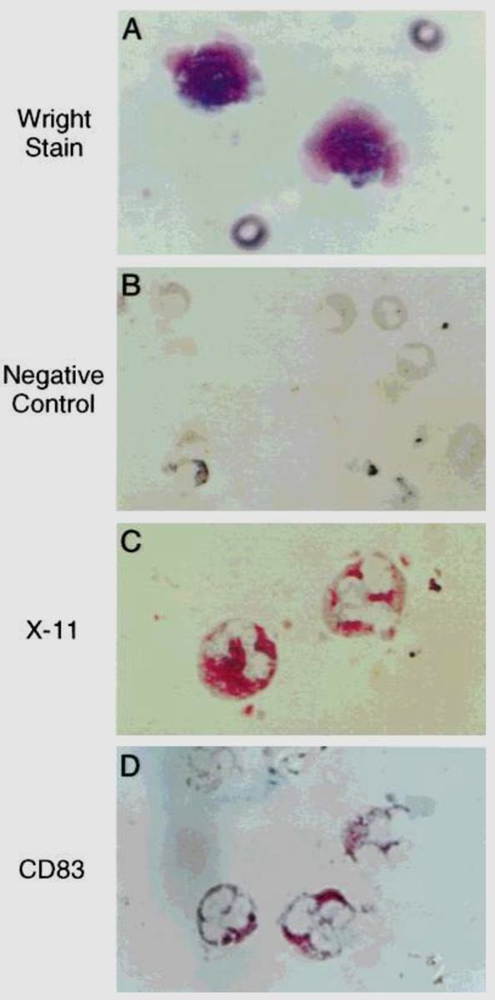 A
Wright
Stain
B
Negative
Control
C
X-11
D
CD83